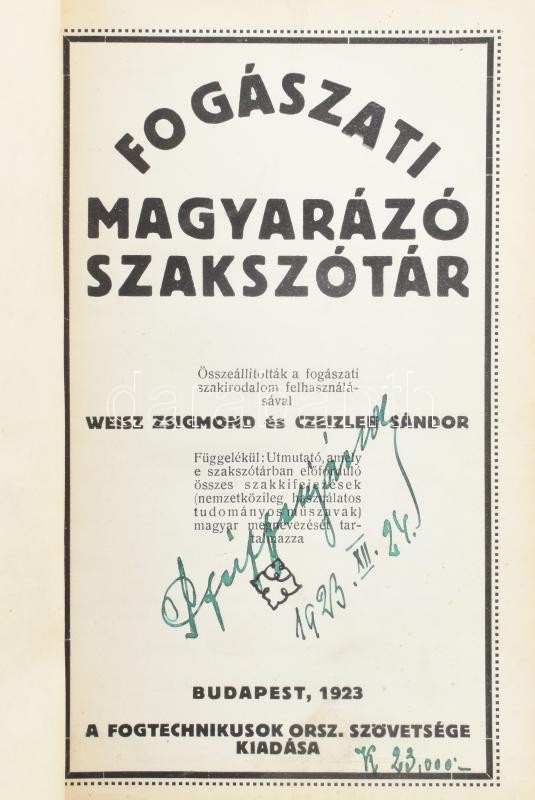 FOGÁSZATI
MAGYARÁZÓ
SZAKSZÓTÁR
Összeállították a fogászati
szakirodalom felhasználá-
sával
WEISZ ZSIGMOND és CZEIZLER SÁNDOR
Függelékül: Utmutató, amely
e szakszótárban előforduló
összes szakkifejezések
(nemzetközileg használatos
tudományos műszavak)
magyar megnevezését tar-
talmazza
1923. XII. 24.
BUDAPEST, 1923
A FOGTECHNIKUSOK ORSZ. SZÖVETSÉGE
KIADÁSA
K 23,000.-